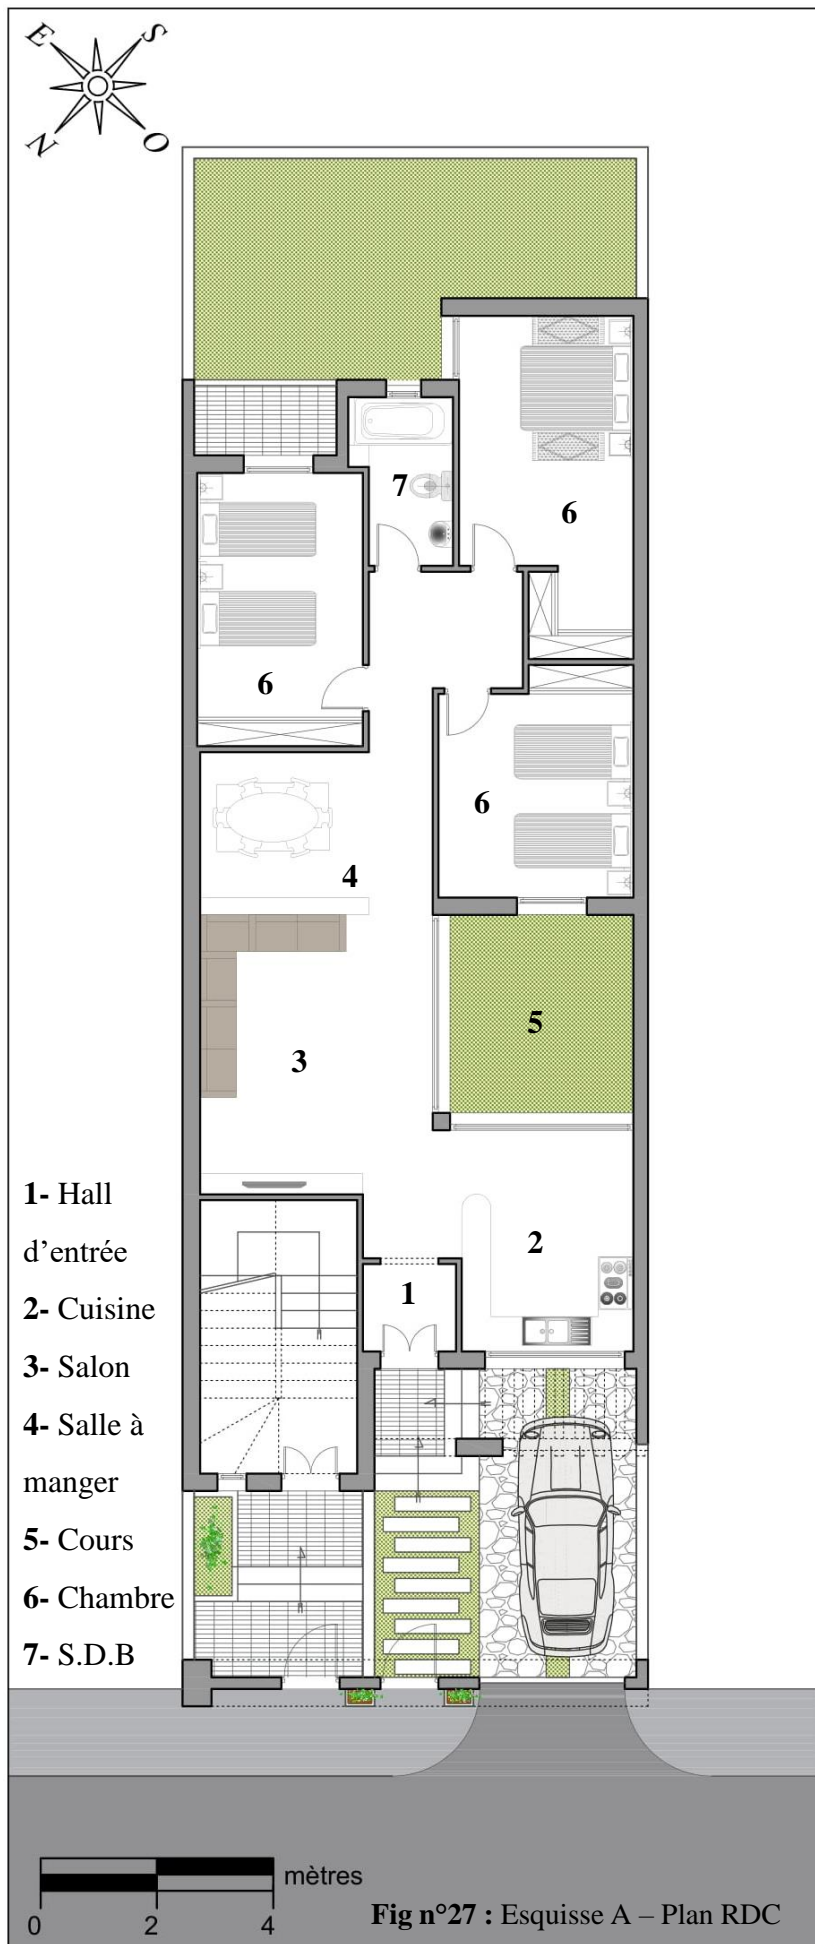 E
S
N
O
7
6
6
6
4
5
3
2
1
1- Hall
d'entrée
2- Cuisine
3- Salon
4- Salle à
manger
5- Cours
6- Chambre
7- S.D.B
mètres
0 2 4
Fig n°27 : Esquisse A – Plan RDC